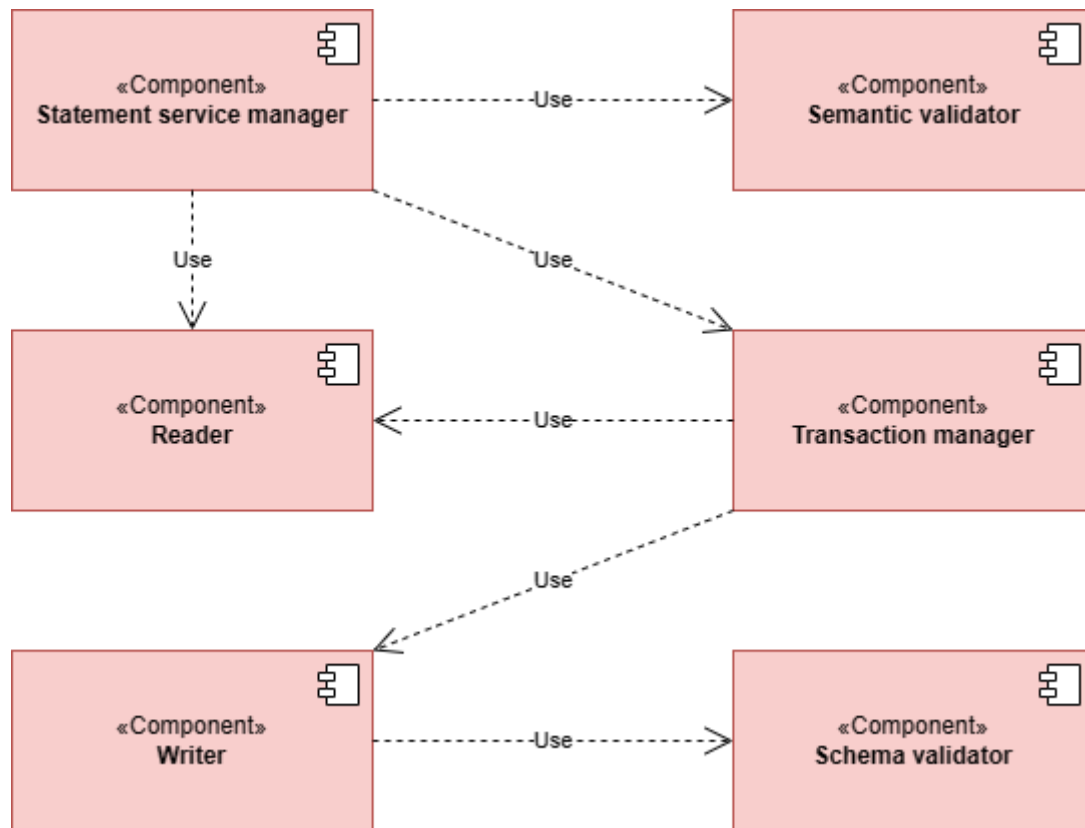 «Component»
Statement service manager
Use
«Component»
Semantic validator
Use
Use
«Component»
Reader
Use
«Component»
Transaction manager
Use
«Component»
Writer
Use
«Component»
Schema validator